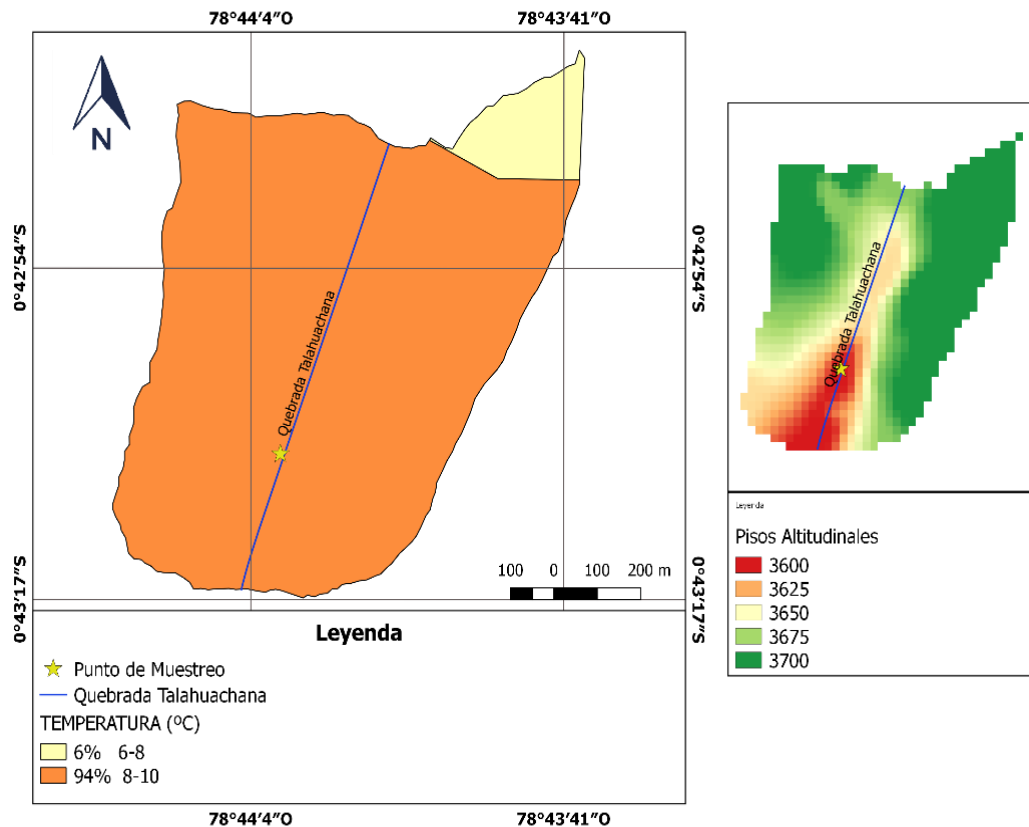 78°44′4″O 78°43′41″O
N
0°42′54″S
0°42′54″S
Quebrada Talahuachana
0°43′17″S
0°43′17″S
100 0 100 200 m
Leyenda
Punto de Muestreo
Quebrada Talahuachana
TEMPERATURA (ºC)
6% 6-8
94% 8-10
78°44′4″O 78°43′41″O
Quebrada Talahuachana
Leyenda
Pisos Altitudinales
3600
3625
3650
3675
3700